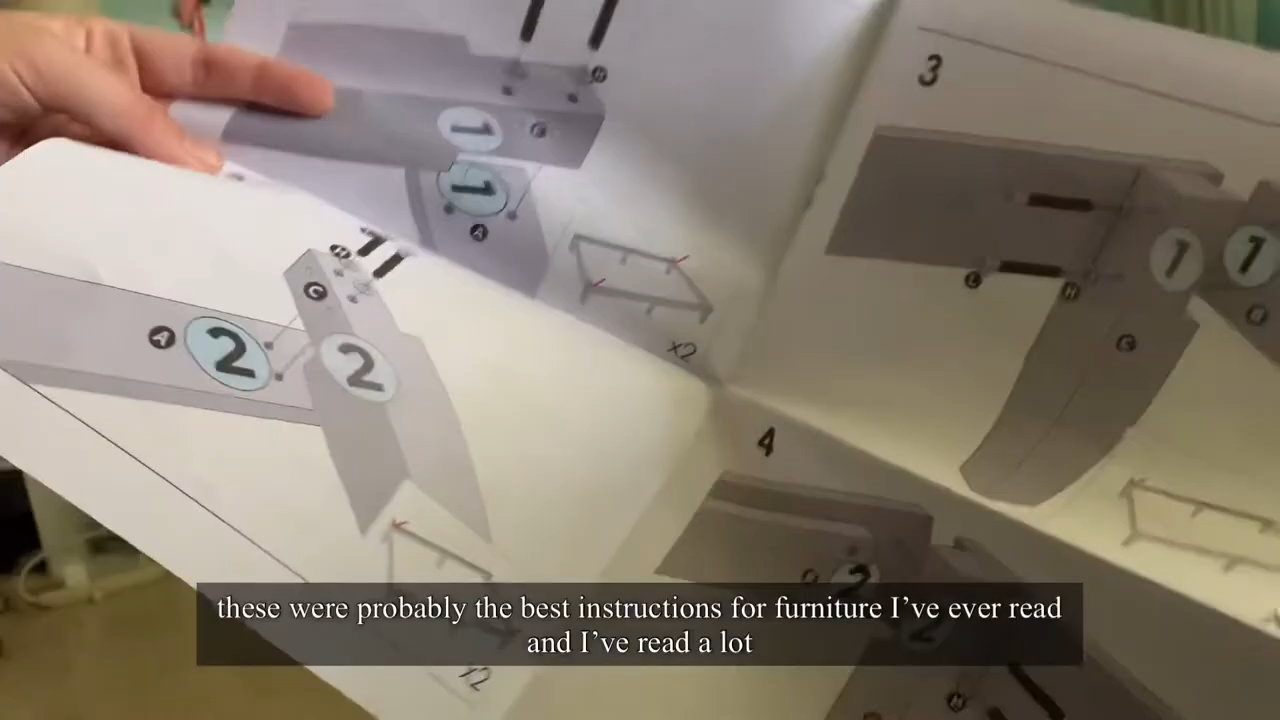 H
1
C
1
A
x2
3
1
1
L
H
C
H
C
A
2
2
x2
4
2
2
H
these were probably the best instructions for furniture I've ever read
and I've read a lot